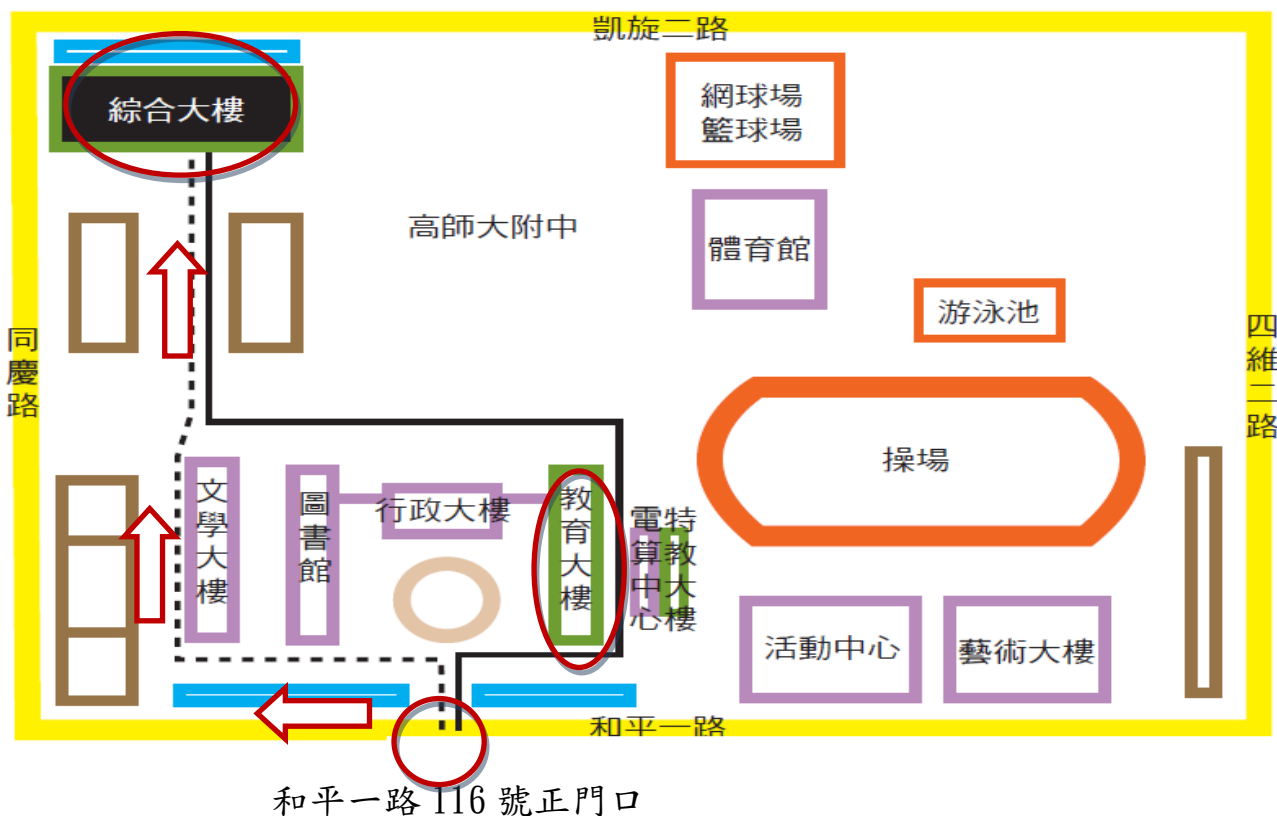 凱旋二路
綜合大樓
網球場
籃球場
高師大附中
體育館
游泳池
同慶路
四維二路
操場
文學大樓
圖書館
行政大樓
教育大樓
電算中心
特教大樓
活動中心
藝術大樓
和平一路
和平一路 116 號正門口